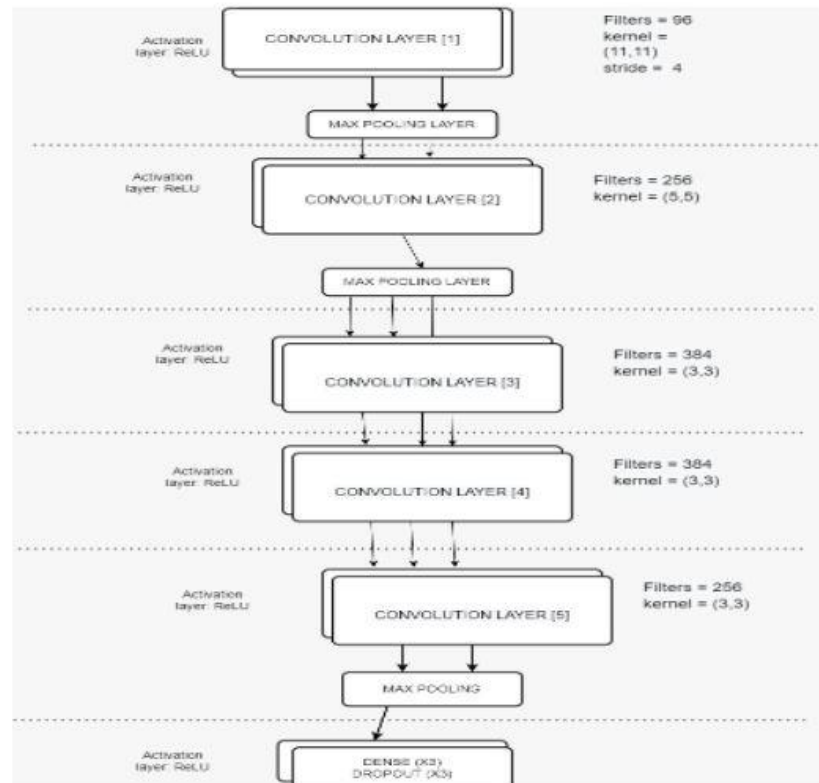 Activation
layer: ReLU
CONVOLUTION LAYER [1]
Filters = 96
kernel =
(11,11)
stride = 4
MAX POOLING LAYER
Activation
layer: ReLU
CONVOLUTION LAYER [2]
Filters = 256
kernel = (5,5)
MAX POOLING LAYER
Activation
layer: ReLU
CONVOLUTION LAYER [3]
Filters = 384
kernel = (3,3)
Activation
layer: ReLU
CONVOLUTION LAYER [4]
Filters = 384
kernel = (3,3)
Activation
layer: ReLU
CONVOLUTION LAYER [5]
Filters = 256
kernel = (3,3)
MAX POOLING
Activation
layer: ReLU
DENSE (X3)
DROPOUT (X3)